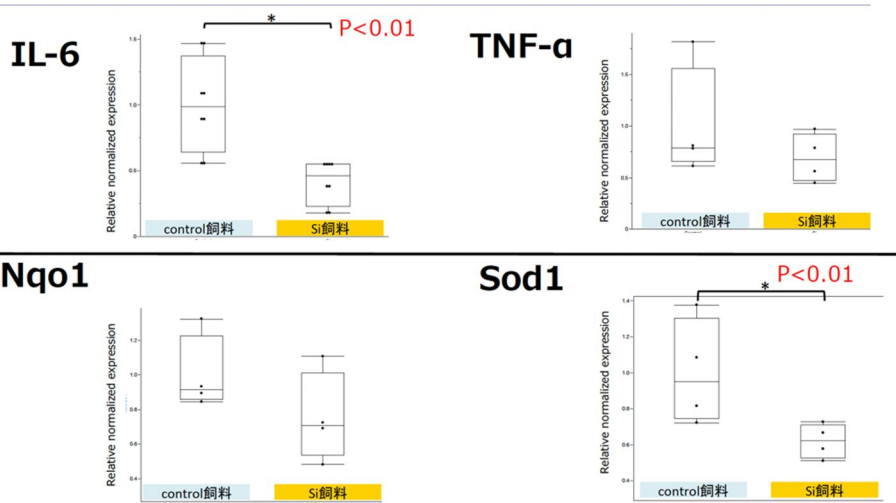 IL-6
*
P<0.01
Relative normalized expression
1.5
1.0
0.5
0
control飼料
Si飼料
TNF-α
Relative normalized expression
1.5
1.0
0.5
0
control飼料
Si飼料
Nqo1
Relative normalized expression
1.2
1.0
0.8
0.6
0.4
control飼料
Si飼料
Sod1
*
P<0.01
Relative normalized expression
1.4
1.2
1.0
0.8
0.6
0.4
control飼料
Si飼料